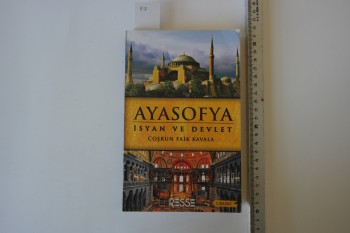 AYASOFYA
İSYAN VE DEVLET
COŞKUN FAİK KAVALA
RESSE